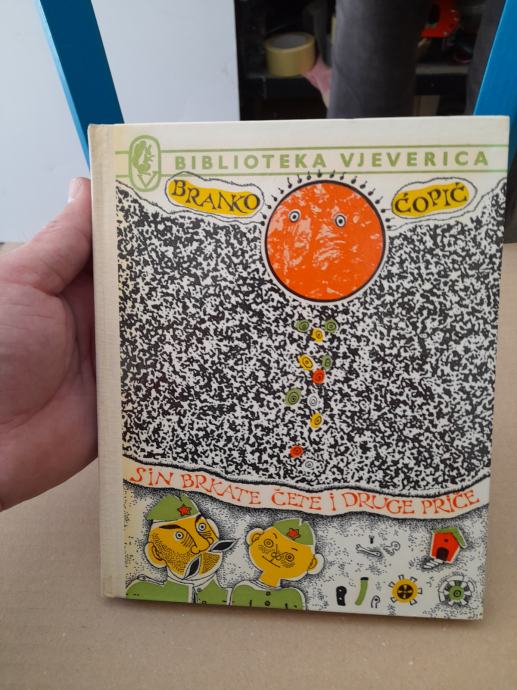 BIBLIOTEKA VJEVERICA
BRANKO ĆOPIĆ
SIN BRKATE ČETE I DRUGE PRIČE